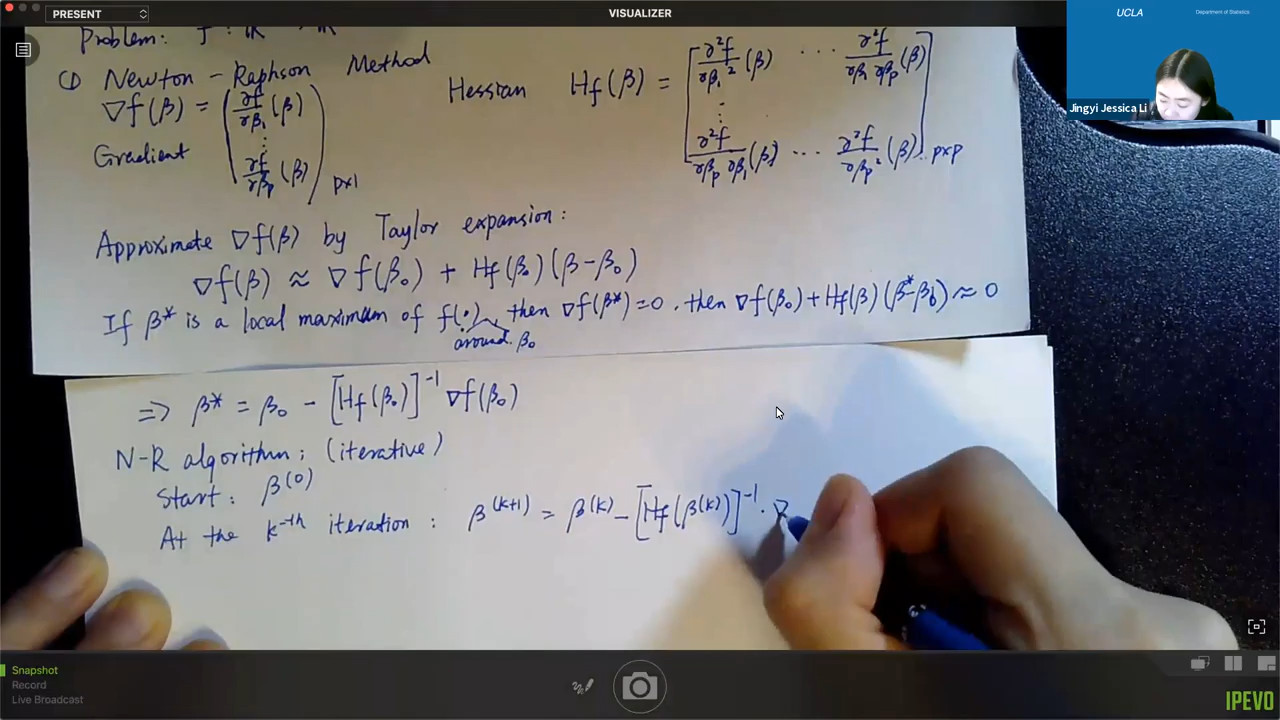 PRESENT
VISUALIZER
UCLA
Department of Statistics
Jingyi Jessica Li
Problem: f : ℝ
① Newton - Raphson Method
∇f(β) = (∂f/∂β₁ (β) ⋮ ∂f/∂βₚ (β)) p×1
Gradient
Hessian Hf(β) = [∂²f/∂β₁² (β) ··· ∂²f/∂β₁∂βₚ (β) ⋮ ∂²f/∂βₚ∂β₁ (β) ··· ∂²f/∂βₚ² (β)] p×p
Approximate ∇f(β) by Taylor expansion:
∇f(β) ≈ ∇f(β₀) + Hf(β₀)(β-β₀)
If β* is a local maximum of f(·), then ∇f(β*)=0, then ∇f(β₀)+Hf(β)(β*-β₀)≈0
around β₀
=> β* = β₀ - [Hf(β₀)]⁻¹ ∇f(β₀)
N-R algorithm: (iterative)
Start: β⁽⁰⁾
At the k-th iteration: β⁽ᵏ⁺¹⁾ = β⁽ᵏ⁾ - [Hf(β⁽ᵏ⁾)]⁻¹ · ∇
Snapshot
Record
Live Broadcast
IPEVO